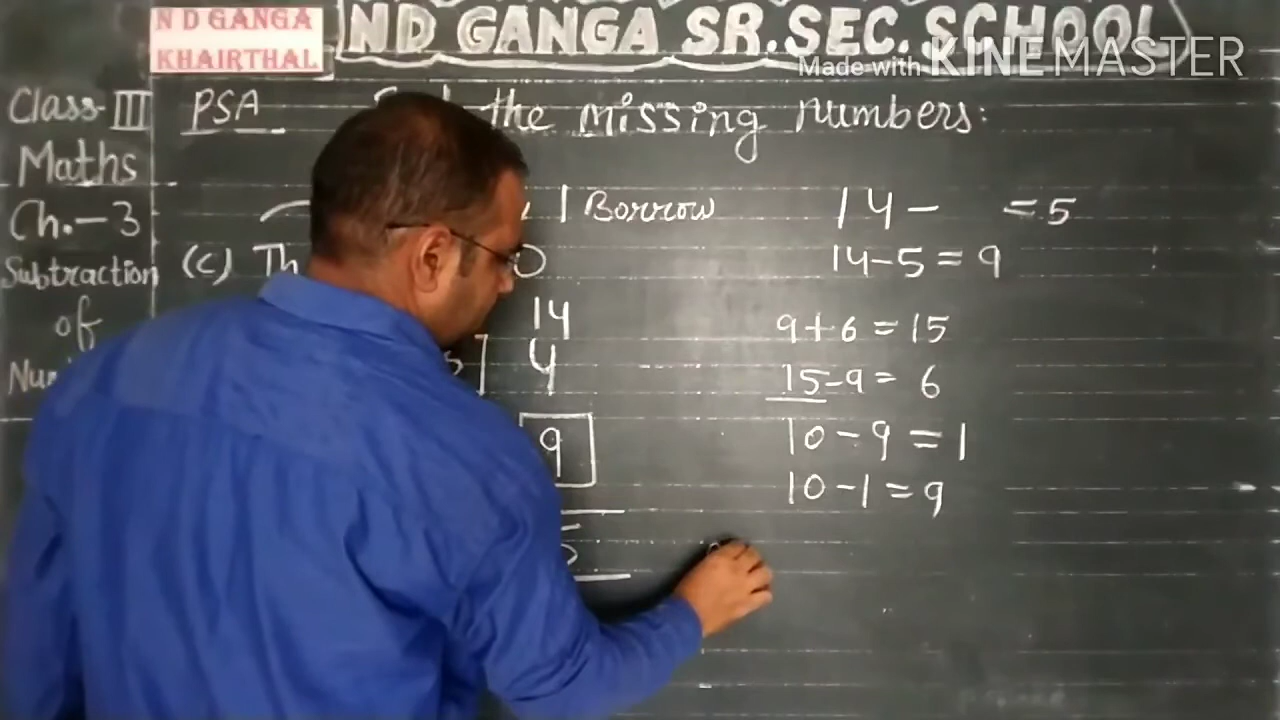 N D GANGA
KHAIRTHAL
ND GANGA SR.SEC.SCHOOL
Made with KINEMASTER
Class-III
Maths
Ch.-3
Subtraction
of
PSA the missing numbers:
Borrow
(c) Th O
14
4
9
5
14 - = 5
14-5 = 9
9+6 = 15
15-9 = 6
10 - 9 = 1
10 - 1 = 9